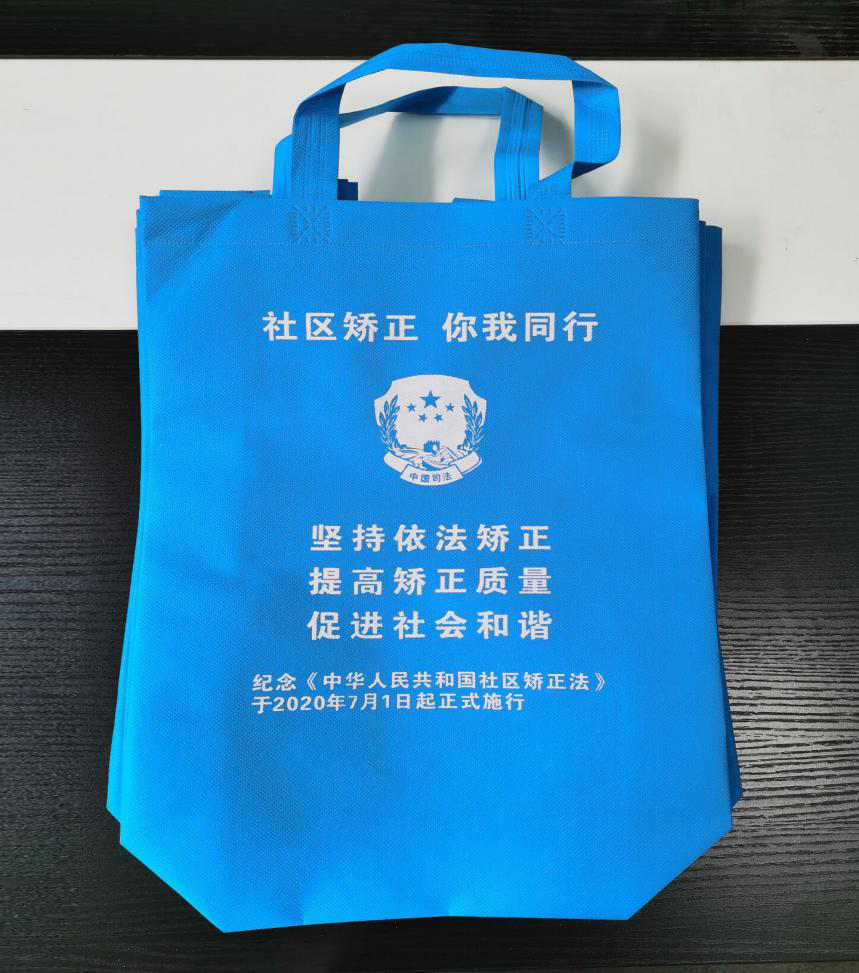 社区矫正 你我同行
中国司法
坚持依法矫正
提高矫正质量
促进社会和谐
纪念《中华人民共和国社区矫正法》
于2020年7月1日起正式施行